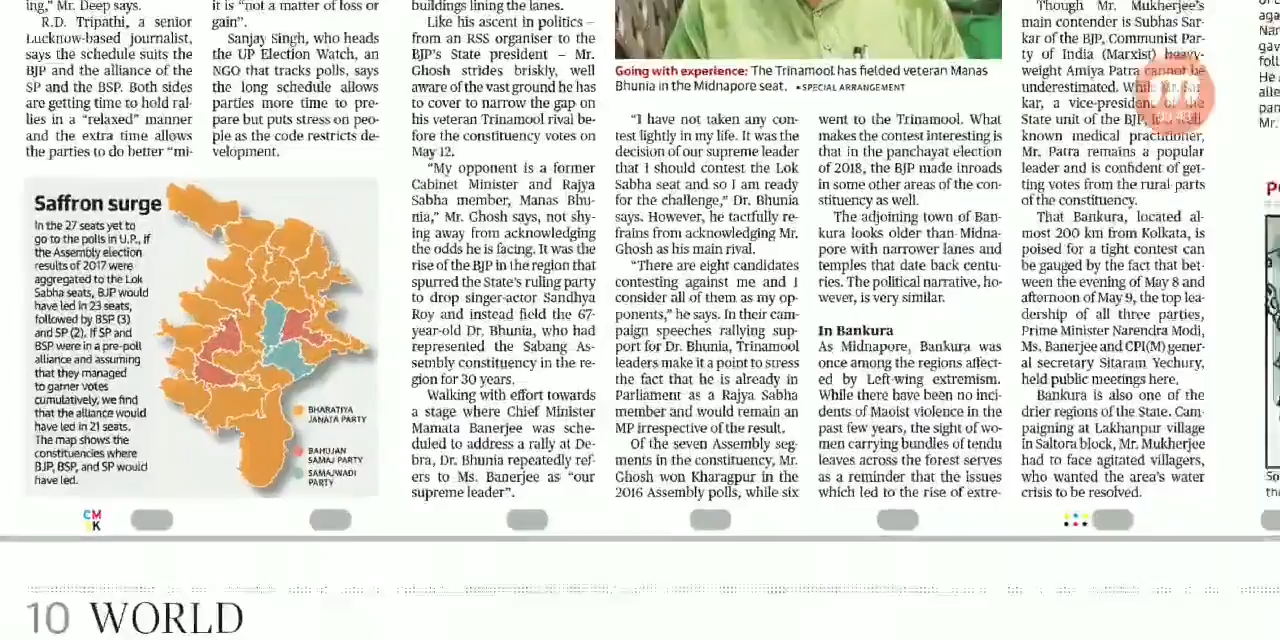 ing," Mr. Deep says.
R.D. Tripathi, a senior
Lucknow-based journalist,
says the schedule suits the
BJP and the alliance of the
SP and the BSP. Both sides
are getting time to hold ral-
lies in a "relaxed" manner
and the extra time allows
the parties to do better "mi-
it is "not a matter of loss or
gain".
Sanjay Singh, who heads
the UP Election Watch, an
NGO that tracks polls, says
the long schedule allows
parties more time to pre-
pare but puts stress on peo-
ple as the code restricts de-
velopment.
Saffron surge
In the 27 seats yet to
go to the polls in U.P., if
the Assembly election
results of 2017 were
aggregated to the Lok
Sabha seats, BJP would
have led in 23 seats,
followed by BSP (3)
and SP (2). If SP and
BSP were in a pre-poll
alliance and assuming
that they managed
to garner votes
cumulatively, we find
that the alliance would
have led in 21 seats.
The map shows the
constituencies where
BJP, BSP, and SP would
have led.
BHARATIYA
JANATA PARTY
BAHUJAN
SAMAJ PARTY
SAMAJWADI
PARTY
buildings lining the lanes.
Like his ascent in politics –
from an RSS organiser to the
BJP's State president – Mr.
Ghosh strides briskly, well
aware of the vast ground he has
to cover to narrow the gap on
his veteran Trinamool rival be-
fore the constituency votes on
May 12.
"My opponent is a former
Cabinet Minister and Rajya
Sabha member, Manas Bhu-
nia," Mr. Ghosh says, not shy-
ing away from acknowledging
the odds he is facing. It was the
rise of the BJP in the region that
spurred the State's ruling party
to drop singer-actor Sandhya
Roy and instead field the 67-
year-old Dr. Bhunia, who had
represented the Sabang As-
sembly constituency in the re-
gion for 30 years.
Walking with effort towards
a stage where Chief Minister
Mamata Banerjee was sche-
duled to address a rally at De-
bra, Dr. Bhunia repeatedly ref-
ers to Ms. Banerjee as "our
supreme leader".
Going with experience: The Trinamool has fielded veteran Manas
Bhunia in the Midnapore seat. •SPECIAL ARRANGEMENT
"I have not taken any con-
test lightly in my life. It was the
decision of our supreme leader
that I should contest the Lok
Sabha seat and so I am ready
for the challenge," Dr. Bhunia
says. However, he tactfully re-
frains from acknowledging Mr.
Ghosh as his main rival.
"There are eight candidates
contesting against me and I
consider all of them as my op-
ponents," he says. In their cam-
paign speeches rallying sup-
port for Dr. Bhunia, Trinamool
leaders make it a point to stress
the fact that he is already in
Parliament as a Rajya Sabha
member and would remain an
MP irrespective of the result.
Of the seven Assembly seg-
ments in the constituency, Mr.
Ghosh won Kharagpur in the
2016 Assembly polls, while six
went to the Trinamool. What
makes the contest interesting is
that in the panchayat election
of 2018, the BJP made inroads
in some other areas of the con-
stituency as well.
The adjoining town of Ban-
kura looks older than Midna-
pore with narrower lanes and
temples that date back centu-
ries. The political narrative, ho-
wever, is very similar.
In Bankura
As Midnapore, Bankura was
once among the regions affect-
ed by Left-wing extremism.
While there have been no inci-
dents of Maoist violence in the
past few years, the sight of wo-
men carrying bundles of tendu
leaves across the forest serves
as a reminder that the issues
which led to the rise of extre-
Though Mr. Mukherjee's
main contender is Subhas Sar-
kar of the BJP, Communist Par-
ty of India (Marxist) heavy-
weight Amiya Patra cannot be
underestimated. While Mr. Sar-
kar, a vice-president of the
State unit of the BJP, is
known medical practitioner,
Mr. Patra remains a popular
leader and is confident of get-
ting votes from the rural parts
of the constituency.
That Bankura, located al-
most 200 km from Kolkata, is
poised for a tight contest can
be gauged by the fact that bet-
ween the evening of May 8 and
afternoon of May 9, the top lea-
dership of all three parties,
Prime Minister Narendra Modi,
Ms. Banerjee and CPI(M) gener-
al secretary Sitaram Yechury,
held public meetings here.
Bankura is also one of the
drier regions of the State. Cam-
paigning at Lakhanpur village
in Saltora block, Mr. Mukherjee
had to face agitated villagers,
who wanted the area's water
crisis to be resolved.
CM
K
10 WORLD